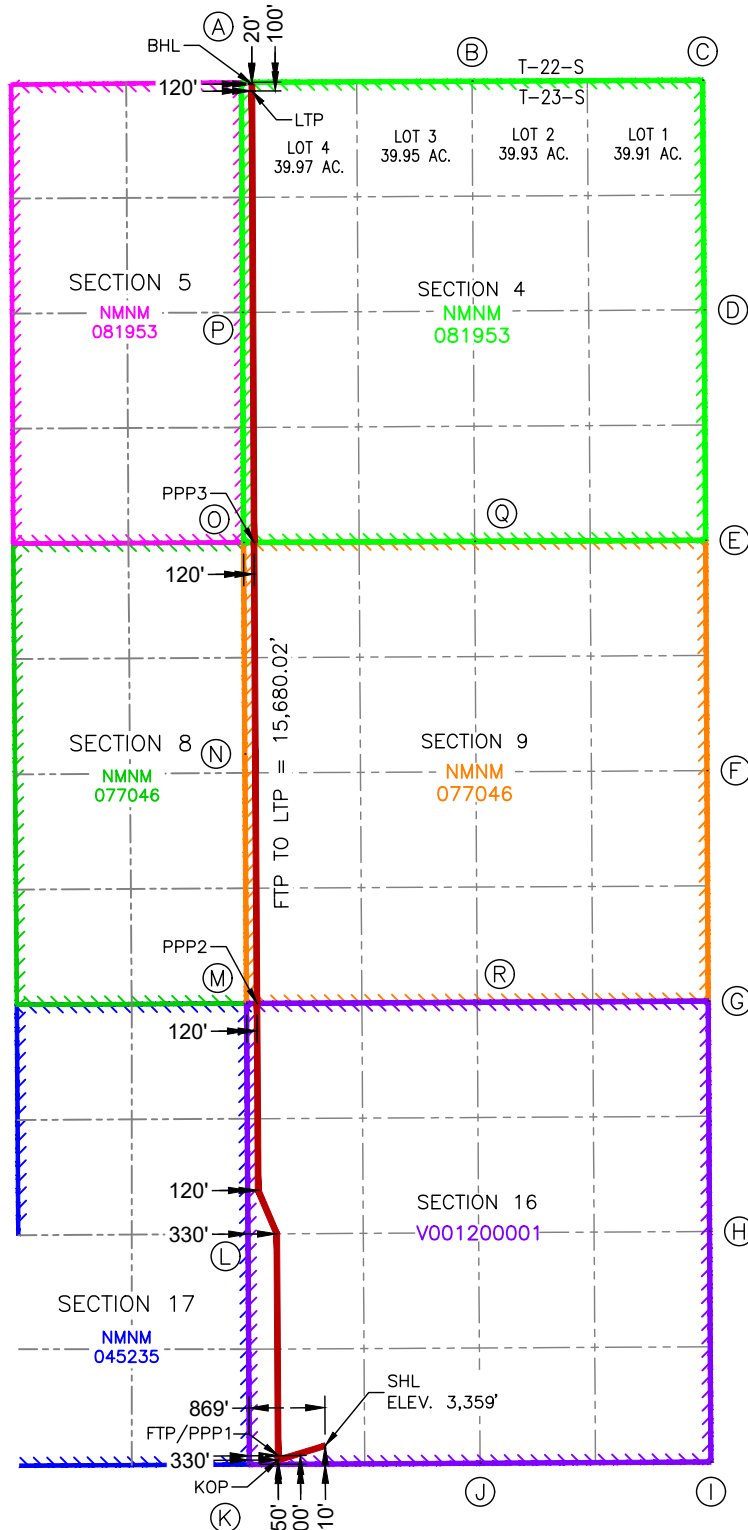 A
BHL
20'
100'
B
C
T-22-S
T-23-S
120'
LTP
LOT 4
39.97 AC.
LOT 3
39.95 AC.
LOT 2
39.93 AC.
LOT 1
39.91 AC.
SECTION 5
NMNM
081953
P
SECTION 4
NMNM
081953
D
PPP3
O
Q
E
120'
FTP TO LTP = 15,680.02'
SECTION 8
NMNM
077046
N
SECTION 9
NMNM
077046
F
PPP2
M
R
G
120'
120'
330'
L
SECTION 16
V001200001
H
SECTION 17
NMNM
045235
869'
SHL
ELEV. 3,359'
FTP/PPP1
330'
KOP
K
50'
00'
10'
J
I